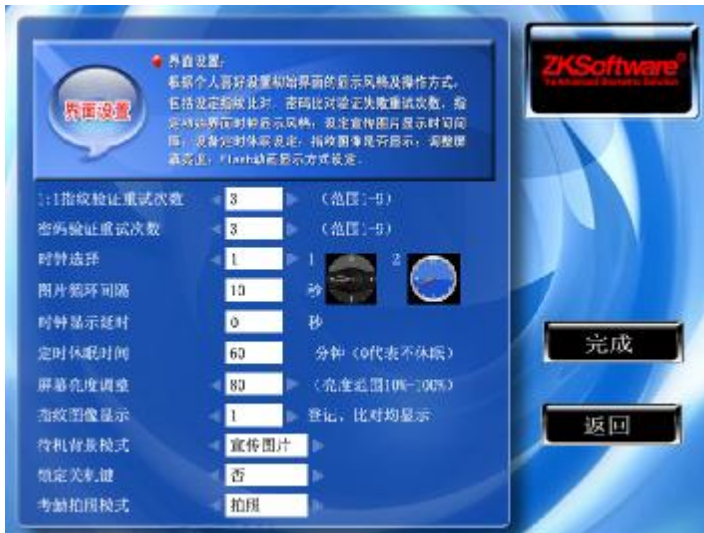 界面设置
界面设置:
根据个人喜好设置初始界面的显示风格及操作方式,
包括设定指纹比对、密码比对验证失败重试次数, 指
定初始界面时钟显示风格, 设定宣传图片显示时间间
隔, 设备定时休眠设定, 指纹图像是否显示, 调整屏
幕亮度, Flash动画显示方式设定.
ZKSoftware
1:1指纹验证重试次数 3 (范围1-9)
密码验证重试次数 3 (范围1-9)
时钟选择 1 1 2
图片循环间隔 10 秒
时钟显示延时 0 秒
定时休眠时间 60 分钟 (0代表不休眠)
屏幕亮度调整 80 (亮度范围10%-100%)
指纹图像显示 1 登记、比对均显示
待机背景模式 宣传图片
锁定关机键 否
考勤拍照模式 拍照
完成
返回